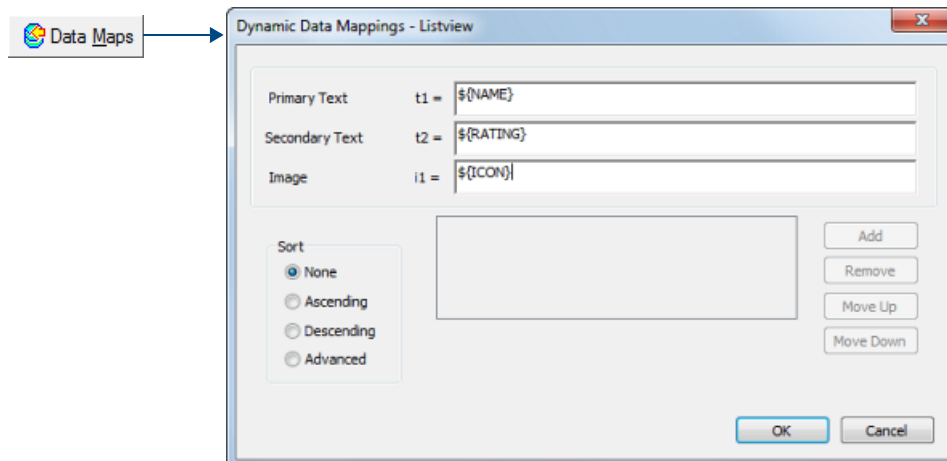 Data Maps
Dynamic Data Mappings - Listview
Primary Text t1 = ${NAME}
Secondary Text t2 = ${RATING}
Image i1 = ${ICON}
Sort
None
Ascending
Descending
Advanced
Add
Remove
Move Up
Move Down
OK Cancel